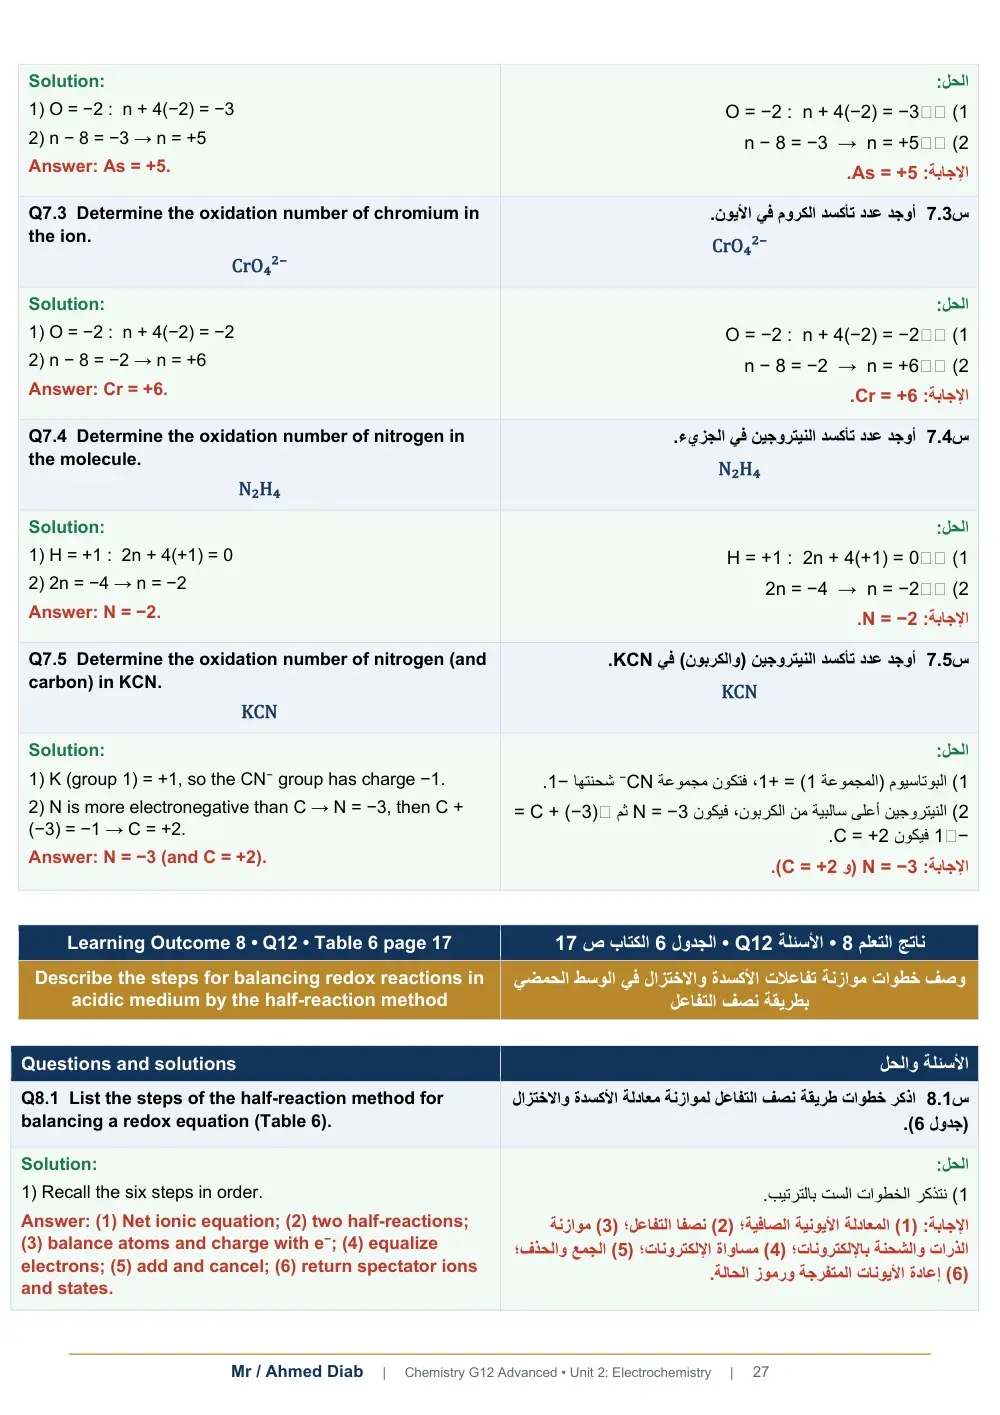 Solution:
1) O = −2 :  n + 4(−2) = −3
2) n − 8 = −3 → n = +5
Answer: As = +5.
الحل:
1) O = −2 :  n + 4(−2) = −3□□
2) n − 8 = −3  →  n = +5□□
الإجابة: As = +5.
Q7.3  Determine the oxidation number of chromium in
the ion.
CrO₄²⁻
س7.3  أوجد عدد تأكسد الكروم في الأيون.
CrO₄²⁻
Solution:
1) O = −2 :  n + 4(−2) = −2
2) n − 8 = −2 → n = +6
Answer: Cr = +6.
الحل:
1) O = −2 :  n + 4(−2) = −2□□
2) n − 8 = −2  →  n = +6□□
الإجابة: Cr = +6.
Q7.4  Determine the oxidation number of nitrogen in
the molecule.
N₂H₄
س7.4  أوجد عدد تأكسد النيتروجين في الجزيء.
N₂H₄
Solution:
1) H = +1 :  2n + 4(+1) = 0
2) 2n = −4 → n = −2
Answer: N = −2.
الحل:
1) H = +1 :  2n + 4(+1) = 0□□
2) 2n = −4  →  n = −2□□
الإجابة: N = −2.
Q7.5  Determine the oxidation number of nitrogen (and
carbon) in KCN.
KCN
س7.5  أوجد عدد تأكسد النيتروجين (والكربون) في KCN.
KCN
Solution:
1) K (group 1) = +1, so the CN⁻ group has charge −1.
2) N is more electronegative than C → N = −3, then C +
(−3) = −1 → C = +2.
Answer: N = −3 (and C = +2).
الحل:
1) البوتاسيوم (المجموعة 1) = +1، فتكون مجموعة CN⁻ شحنتها −1.
2) النيتروجين أعلى سالبية من الكربون، فيكون N = −3 ثم □C + (−3) =
−1□ فيكون C = +2.
الإجابة: N = −3 (و C = +2).
Learning Outcome 8 • Q12 • Table 6 page 17
ناتج التعلم 8 • الأسئلة Q12 • الجدول 6 الكتاب ص 17
Describe the steps for balancing redox reactions in
acidic medium by the half-reaction method
وصف خطوات موازنة تفاعلات الأكسدة والاختزال في الوسط الحمضي
بطريقة نصف التفاعل
Questions and solutions
الأسئلة والحل
Q8.1  List the steps of the half-reaction method for
balancing a redox equation (Table 6).
س8.1  اذكر خطوات طريقة نصف التفاعل لموازنة معادلة الأكسدة والاختزال
(جدول 6).
Solution:
1) Recall the six steps in order.
Answer: (1) Net ionic equation; (2) two half-reactions;
(3) balance atoms and charge with e⁻; (4) equalize
electrons; (5) add and cancel; (6) return spectator ions
and states.
الحل:
1) نتذكر الخطوات الست بالترتيب.
الإجابة: (1) المعادلة الأيونية الصافية؛ (2) نصفا التفاعل؛ (3) موازنة
الذرات والشحنة بالإلكترونات؛ (4) مساواة الإلكترونات؛ (5) الجمع والحذف؛
(6) إعادة الأيونات المتفرجة ورموز الحالة.
Mr / Ahmed Diab | Chemistry G12 Advanced • Unit 2: Electrochemistry | 27